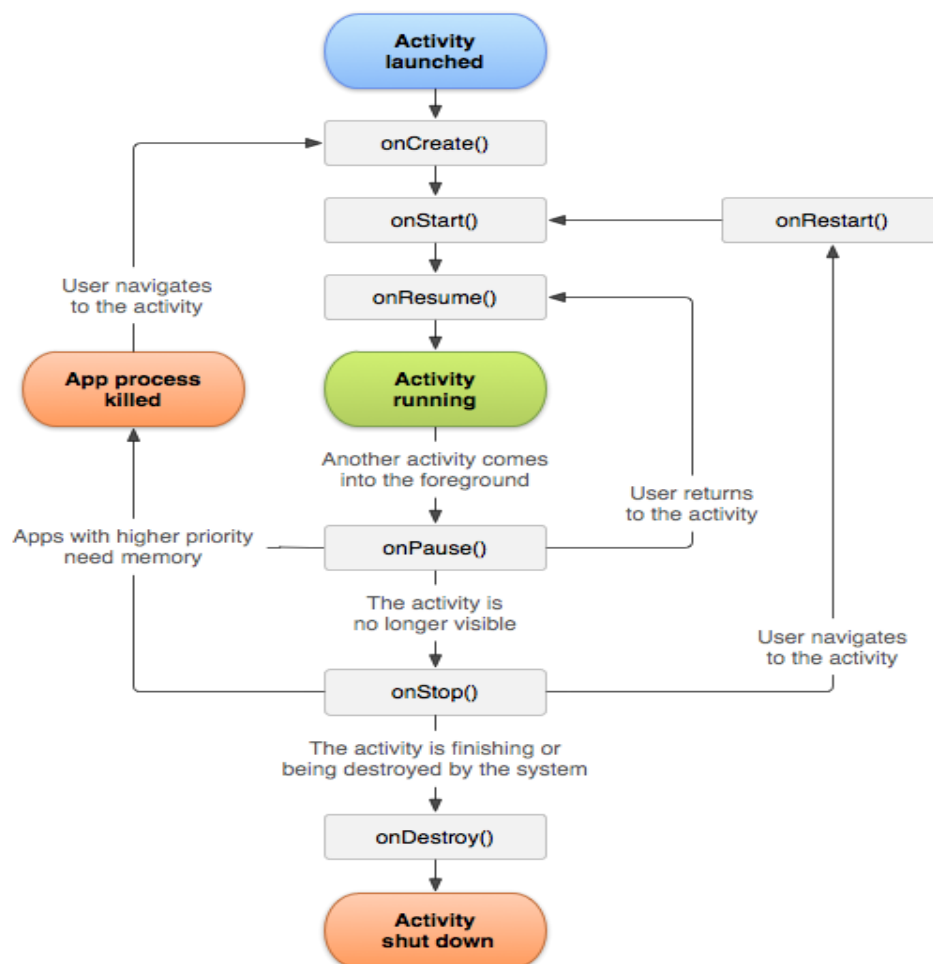 Activity
launched
onCreate()
onStart()
onRestart()
User navigates
to the activity
onResume()
App process
killed
Activity
running
Another activity comes
into the foreground
User returns
to the activity
Apps with higher priority
need memory
onPause()
The activity is
no longer visible
User navigates
to the activity
onStop()
The activity is finishing or
being destroyed by the system
onDestroy()
Activity
shut down